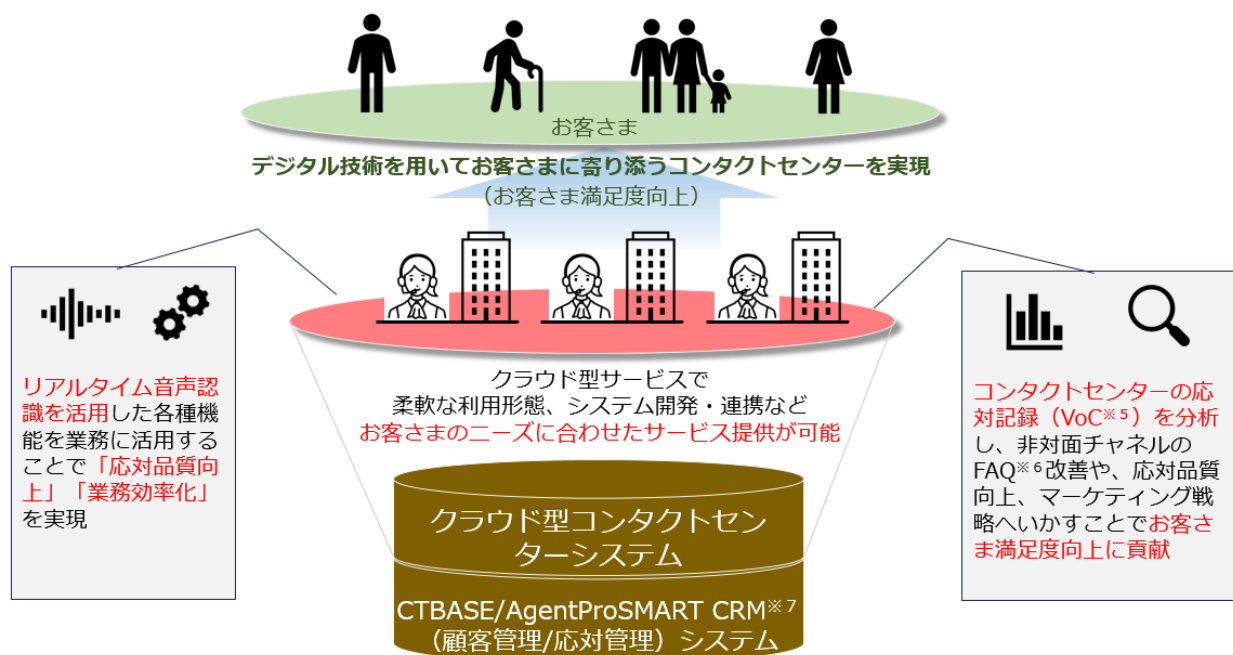 お客さま
デジタル技術を用いてお客さまに寄り添うコンタクトセンターを実現
（お客さま満足度向上）
リアルタイム音声認
識を活用した各種機
能を業務に活用する
ことで「応対品質向
上」「業務効率化」
を実現
クラウド型サービスで
柔軟な利用形態、システム開発・連携など
お客さまのニーズに合わせたサービス提供が可能
コンタクトセンターの応
対記録（VoC※5）を分析
し、非対面チャネルの
FAQ※6改善や、応対品質
向上、マーケティング戦
略へいかすことでお客さ
ま満足度向上に貢献
クラウド型コンタクトセン
ターシステム
CTBASE/AgentProSMART CRM※7
（顧客管理/応対管理）システム